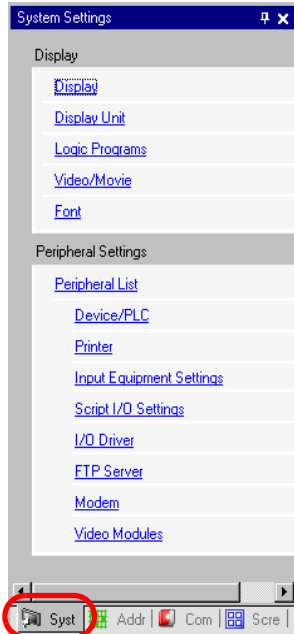 System Settings
Display
Display
Display Unit
Logic Programs
Video/Movie
Font
Peripheral Settings
Peripheral List
Device/PLC
Printer
Input Equipment Settings
Script I/O Settings
I/O Driver
FTP Server
Modem
Video Modules
Syst Addr Com Scre